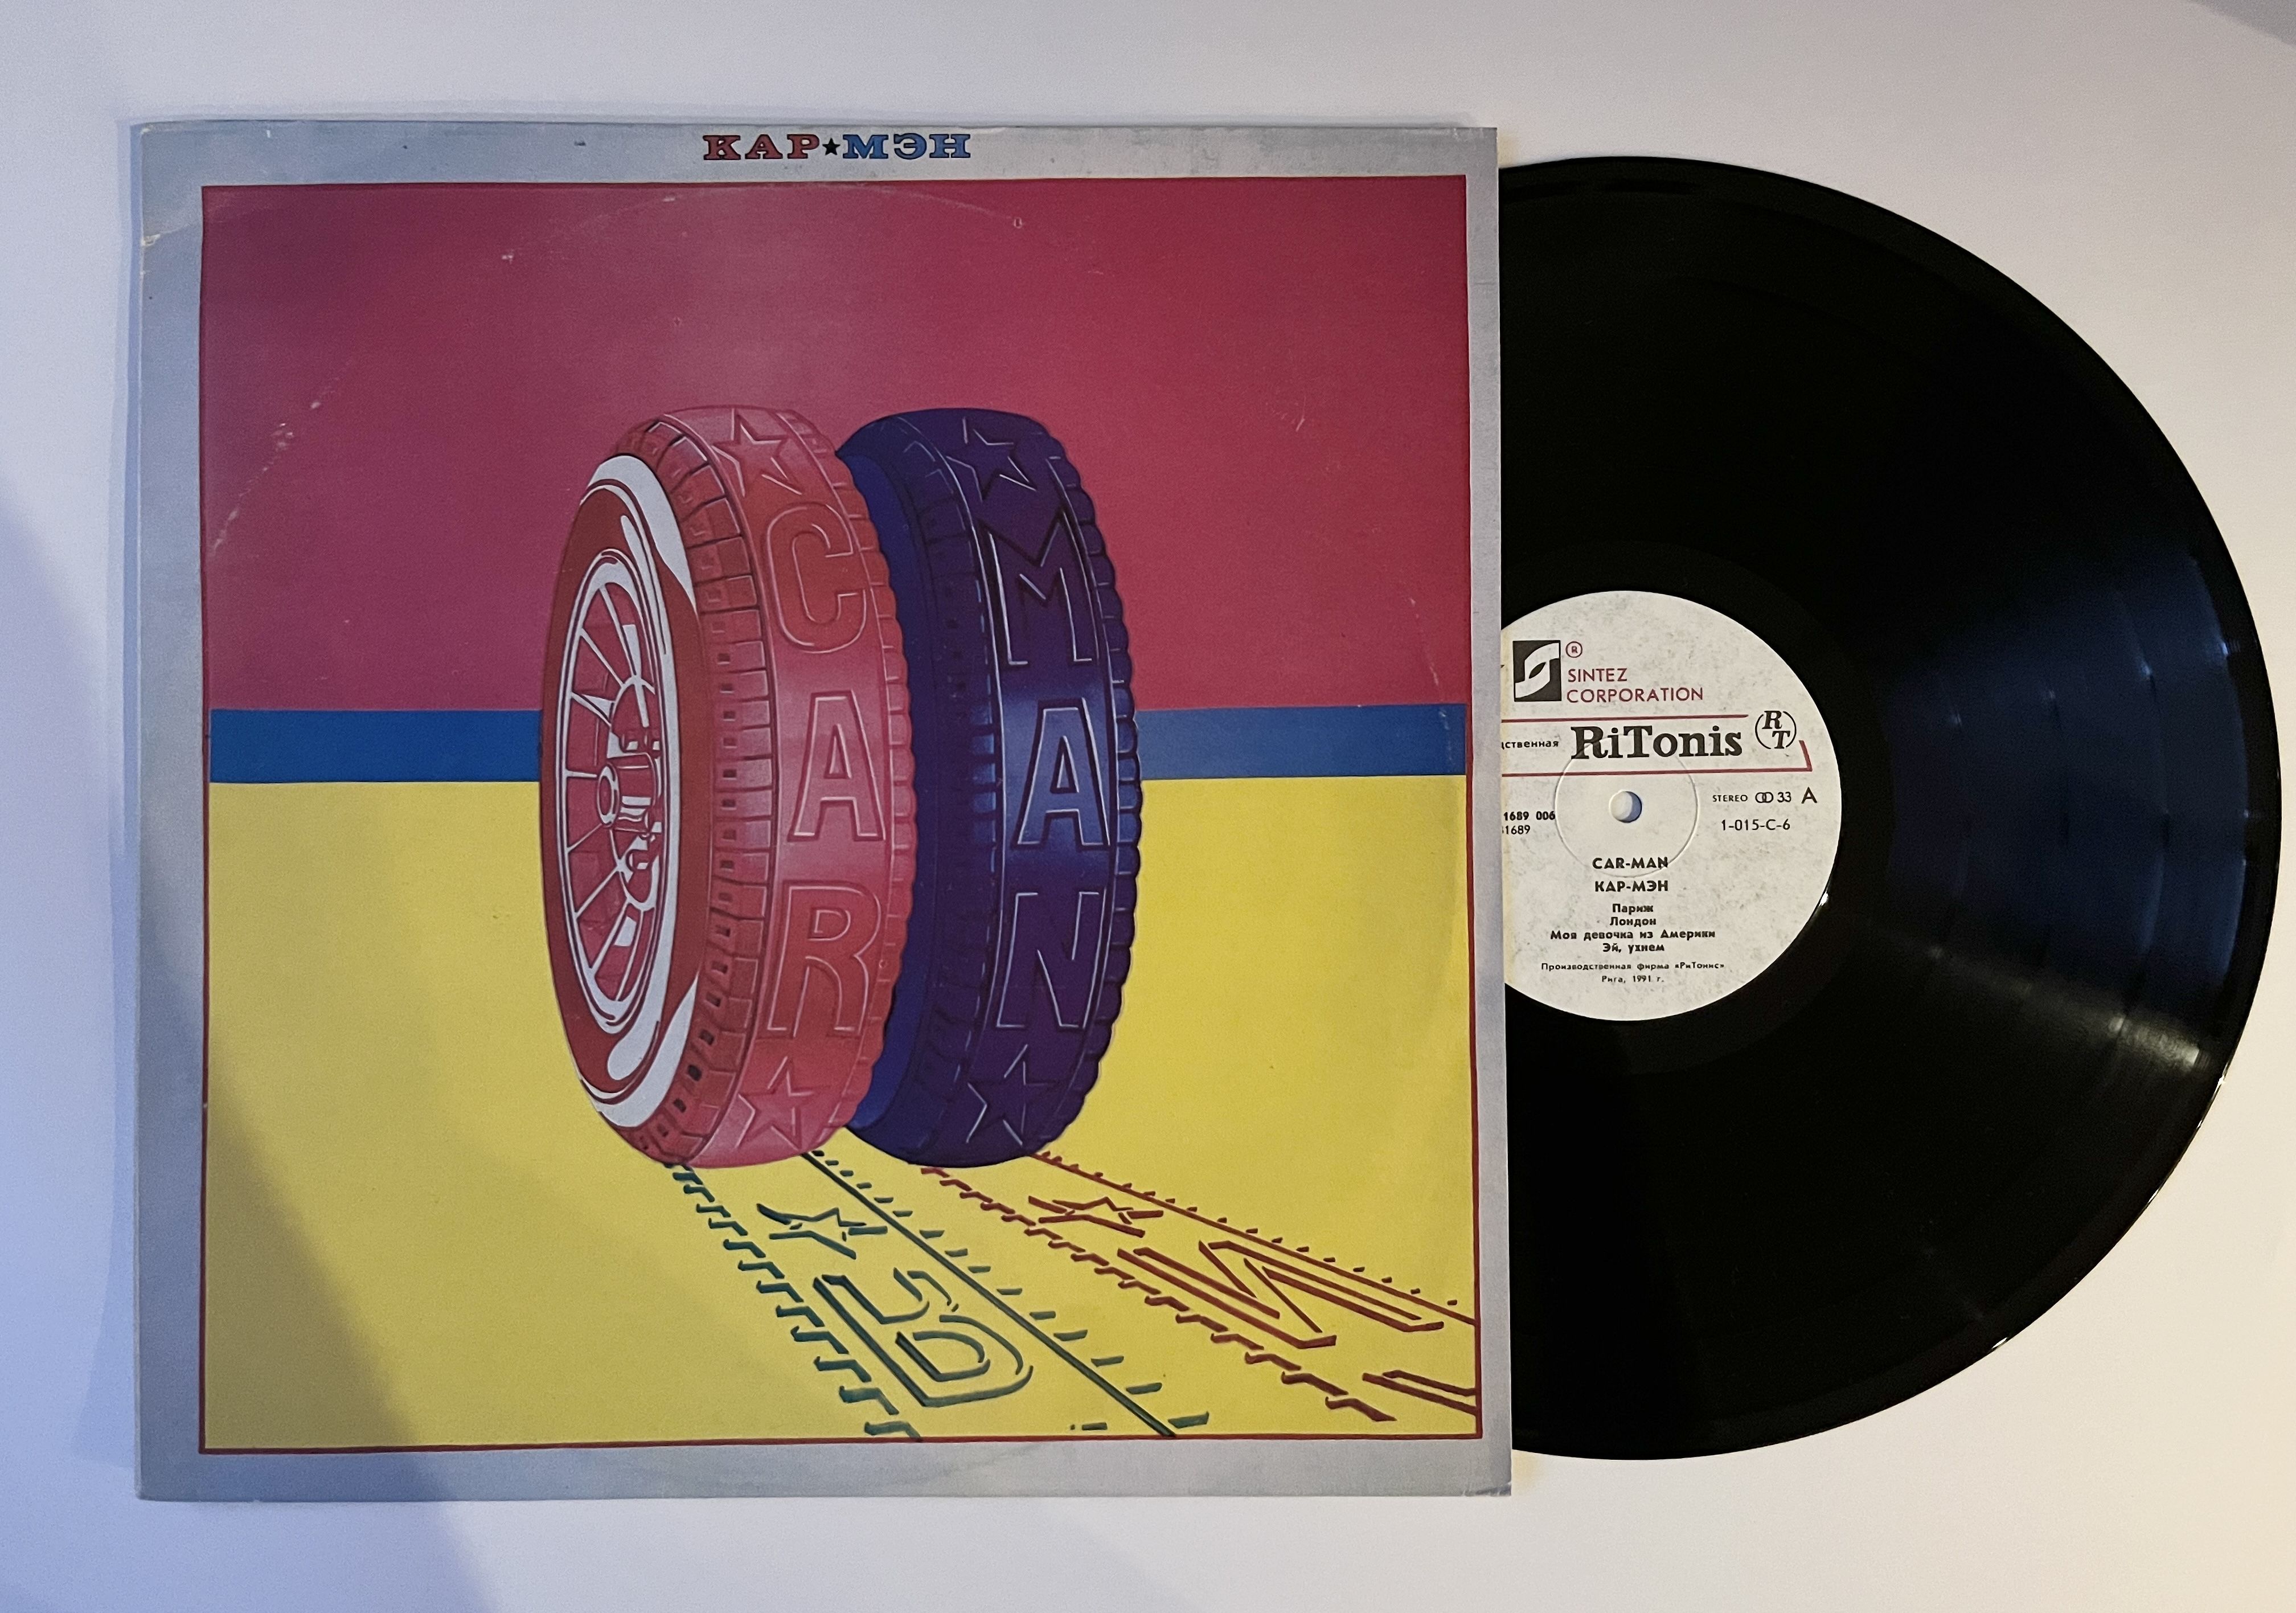 КАР★МЭН
CAR
MAN
® SINTEZ
CORPORATION
RiTonis RT
STEREO 33 A
1689 006
1689
1-015-C-6
CAR-MAN
КАР-МЭН
Париж
Лондон
Моя девочка из Америки
Эй, ухнем
Производственная фирма «РиТонис»
Рига, 1991 г.